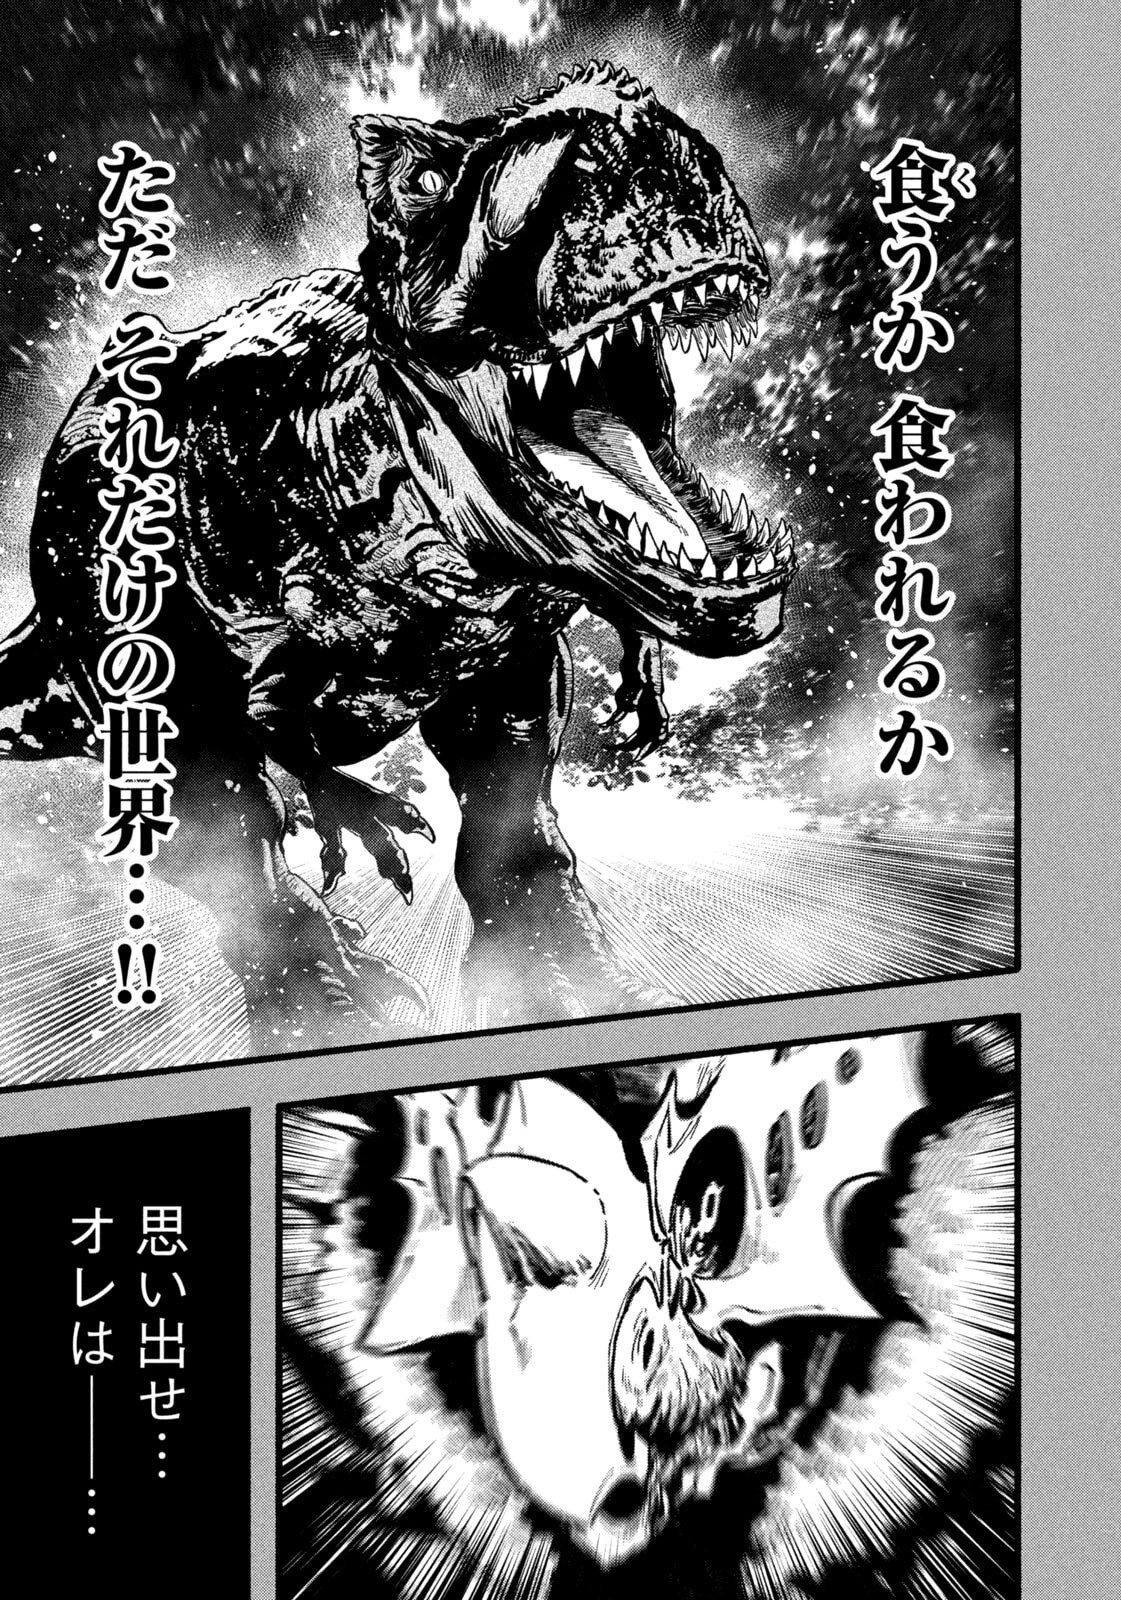 食うか 食われるか
く
ただ それだけの世界…‼
思い出せ…
オレは――…